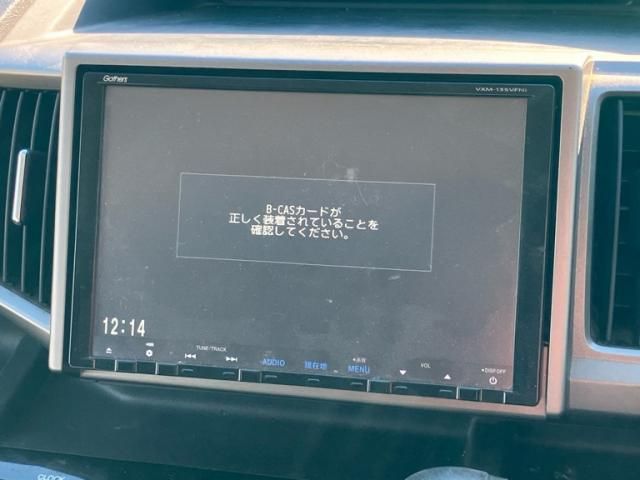 Gathers
VXM-135VFNi
B-CASカードが
正しく装着されていることを
確認してください。
12:14
TUNE/TRACK
AUDIO
現在地
MENU
VOL
DISP OFF
CLOCK